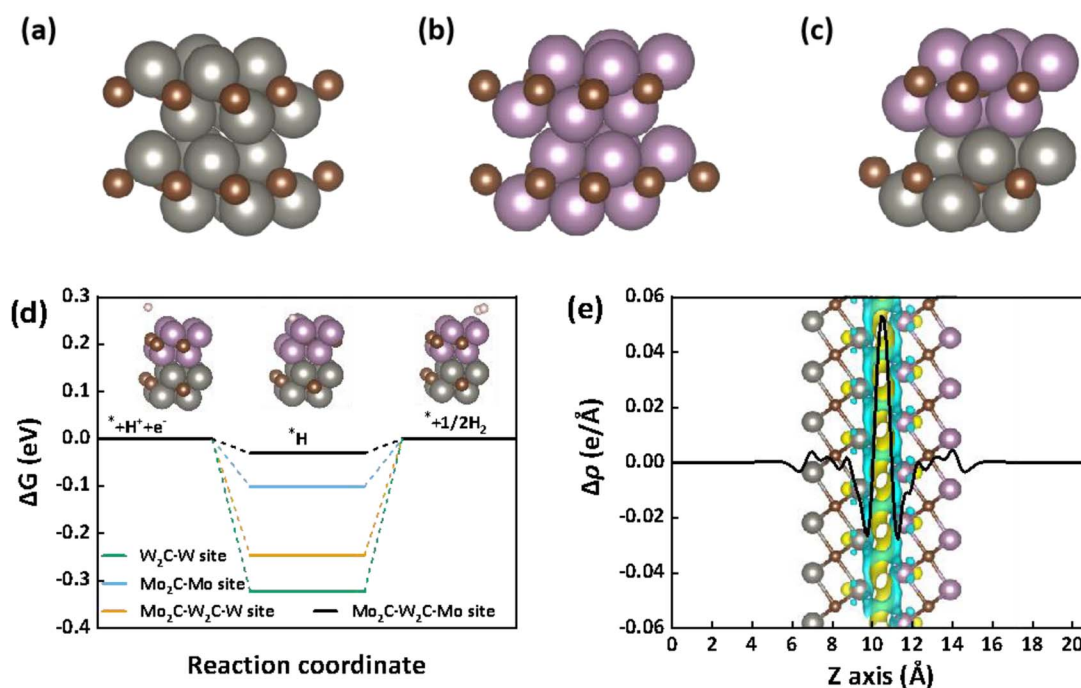 (a)
(b)
(c)
(d)
ΔG (eV)
0.3
0.2
0.1
0.0
-0.1
-0.2
-0.3
-0.4
*+H⁺+e⁻
*H
*+1/2H₂
W₂C-W site
Mo₂C-Mo site
Mo₂C-W₂C-W site
Mo₂C-W₂C-Mo site
Reaction coordinate
(e)
Δρ (e/Å)
0.06
0.04
0.02
0.00
-0.02
-0.04
-0.06
0 2 4 6 8 10 12 14 16 18 20
Z axis (Å)